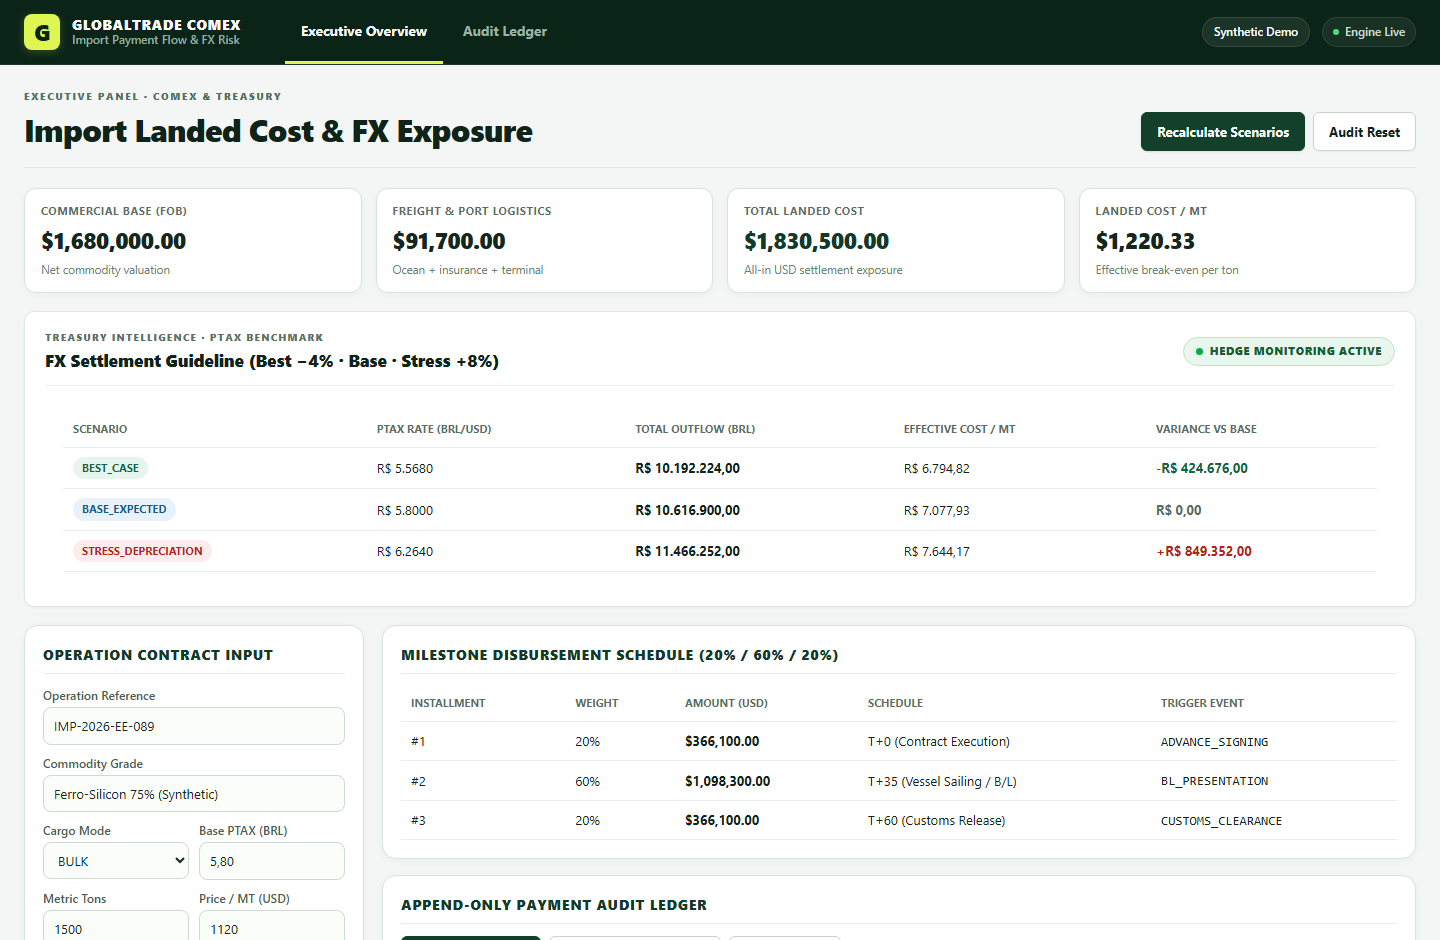 G
GLOBALTRADE COMEX
Import Payment Flow & FX Risk
Executive Overview
Audit Ledger
Synthetic Demo
Engine Live
EXECUTIVE PANEL · COMEX & TREASURY
Import Landed Cost & FX Exposure
Recalculate Scenarios
Audit Reset
COMMERCIAL BASE (FOB)
$1,680,000.00
Net commodity valuation
FREIGHT & PORT LOGISTICS
$91,700.00
Ocean + insurance + terminal
TOTAL LANDED COST
$1,830,500.00
All-in USD settlement exposure
LANDED COST / MT
$1,220.33
Effective break-even per ton
TREASURY INTELLIGENCE · PTAX BENCHMARK
FX Settlement Guideline (Best −4% · Base · Stress +8%)
HEDGE MONITORING ACTIVE
SCENARIO PTAX RATE (BRL/USD) TOTAL OUTFLOW (BRL) EFFECTIVE COST / MT VARIANCE VS BASE
BEST_CASE R$ 5.5680 R$ 10.192.224,00 R$ 6.794,82 -R$ 424.676,00
BASE_EXPECTED R$ 5.8000 R$ 10.616.900,00 R$ 7.077,93 R$ 0,00
STRESS_DEPRECIATION R$ 6.2640 R$ 11.466.252,00 R$ 7.644,17 +R$ 849.352,00
OPERATION CONTRACT INPUT
Operation Reference
IMP-2026-EE-089
Commodity Grade
Ferro-Silicon 75% (Synthetic)
Cargo Mode Base PTAX (BRL)
BULK 5,80
Metric Tons Price / MT (USD)
1500 1120
MILESTONE DISBURSEMENT SCHEDULE (20% / 60% / 20%)
INSTALLMENT WEIGHT AMOUNT (USD) SCHEDULE TRIGGER EVENT
#1 20% $366,100.00 T+0 (Contract Execution) ADVANCE_SIGNING
#2 60% $1,098,300.00 T+35 (Vessel Sailing / B/L) BL_PRESENTATION
#3 20% $366,100.00 T+60 (Customs Release) CUSTOMS_CLEARANCE
APPEND-ONLY PAYMENT AUDIT LEDGER